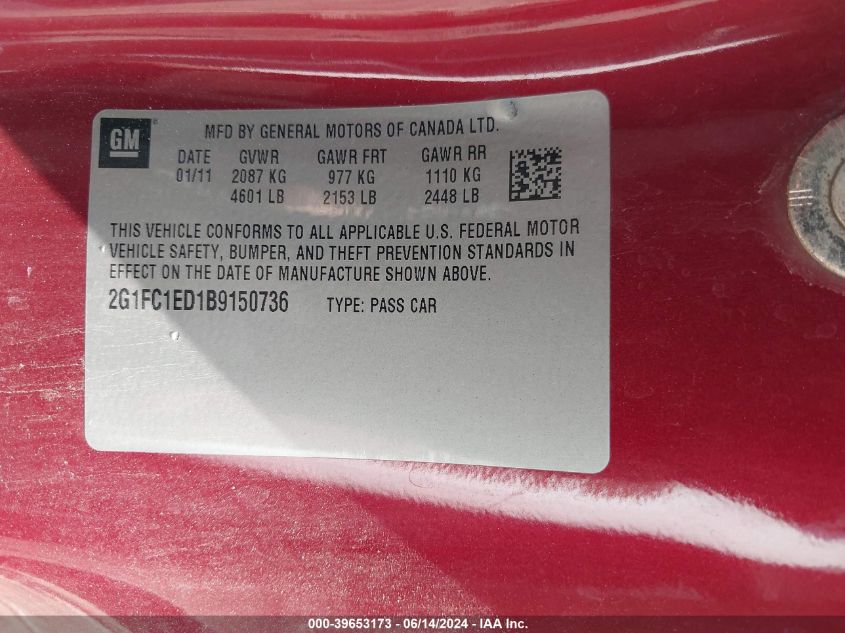 GM ®
MFD BY GENERAL MOTORS OF CANADA LTD.
DATE GVWR GAWR FRT GAWR RR
01/11 2087 KG 977 KG 1110 KG
4601 LB 2153 LB 2448 LB
THIS VEHICLE CONFORMS TO ALL APPLICABLE U.S. FEDERAL MOTOR
VEHICLE SAFETY, BUMPER, AND THEFT PREVENTION STANDARDS IN
EFFECT ON THE DATE OF MANUFACTURE SHOWN ABOVE.
2G1FC1ED1B9150736 TYPE: PASS CAR
000-39653173 - 06/14/2024 - IAA Inc.